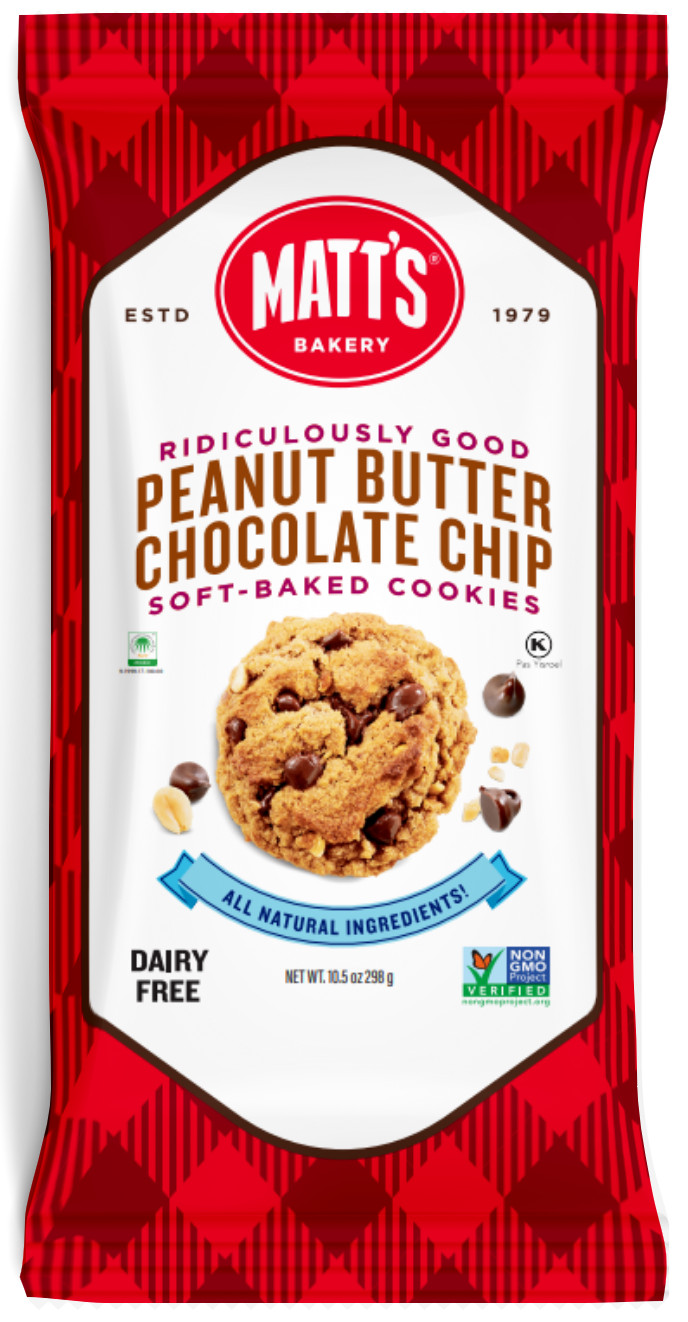 MATT'S®
BAKERY
ESTD 1979
RIDICULOUSLY GOOD
PEANUT BUTTER
CHOCOLATE CHIP
SOFT-BAKED COOKIES
K
Pas Yisroel
ALL NATURAL INGREDIENTS!
DAIRY
FREE
NET WT. 10.5 oz 298 g
NON
GMO
Project
VERIFIED
nongmoproject.org